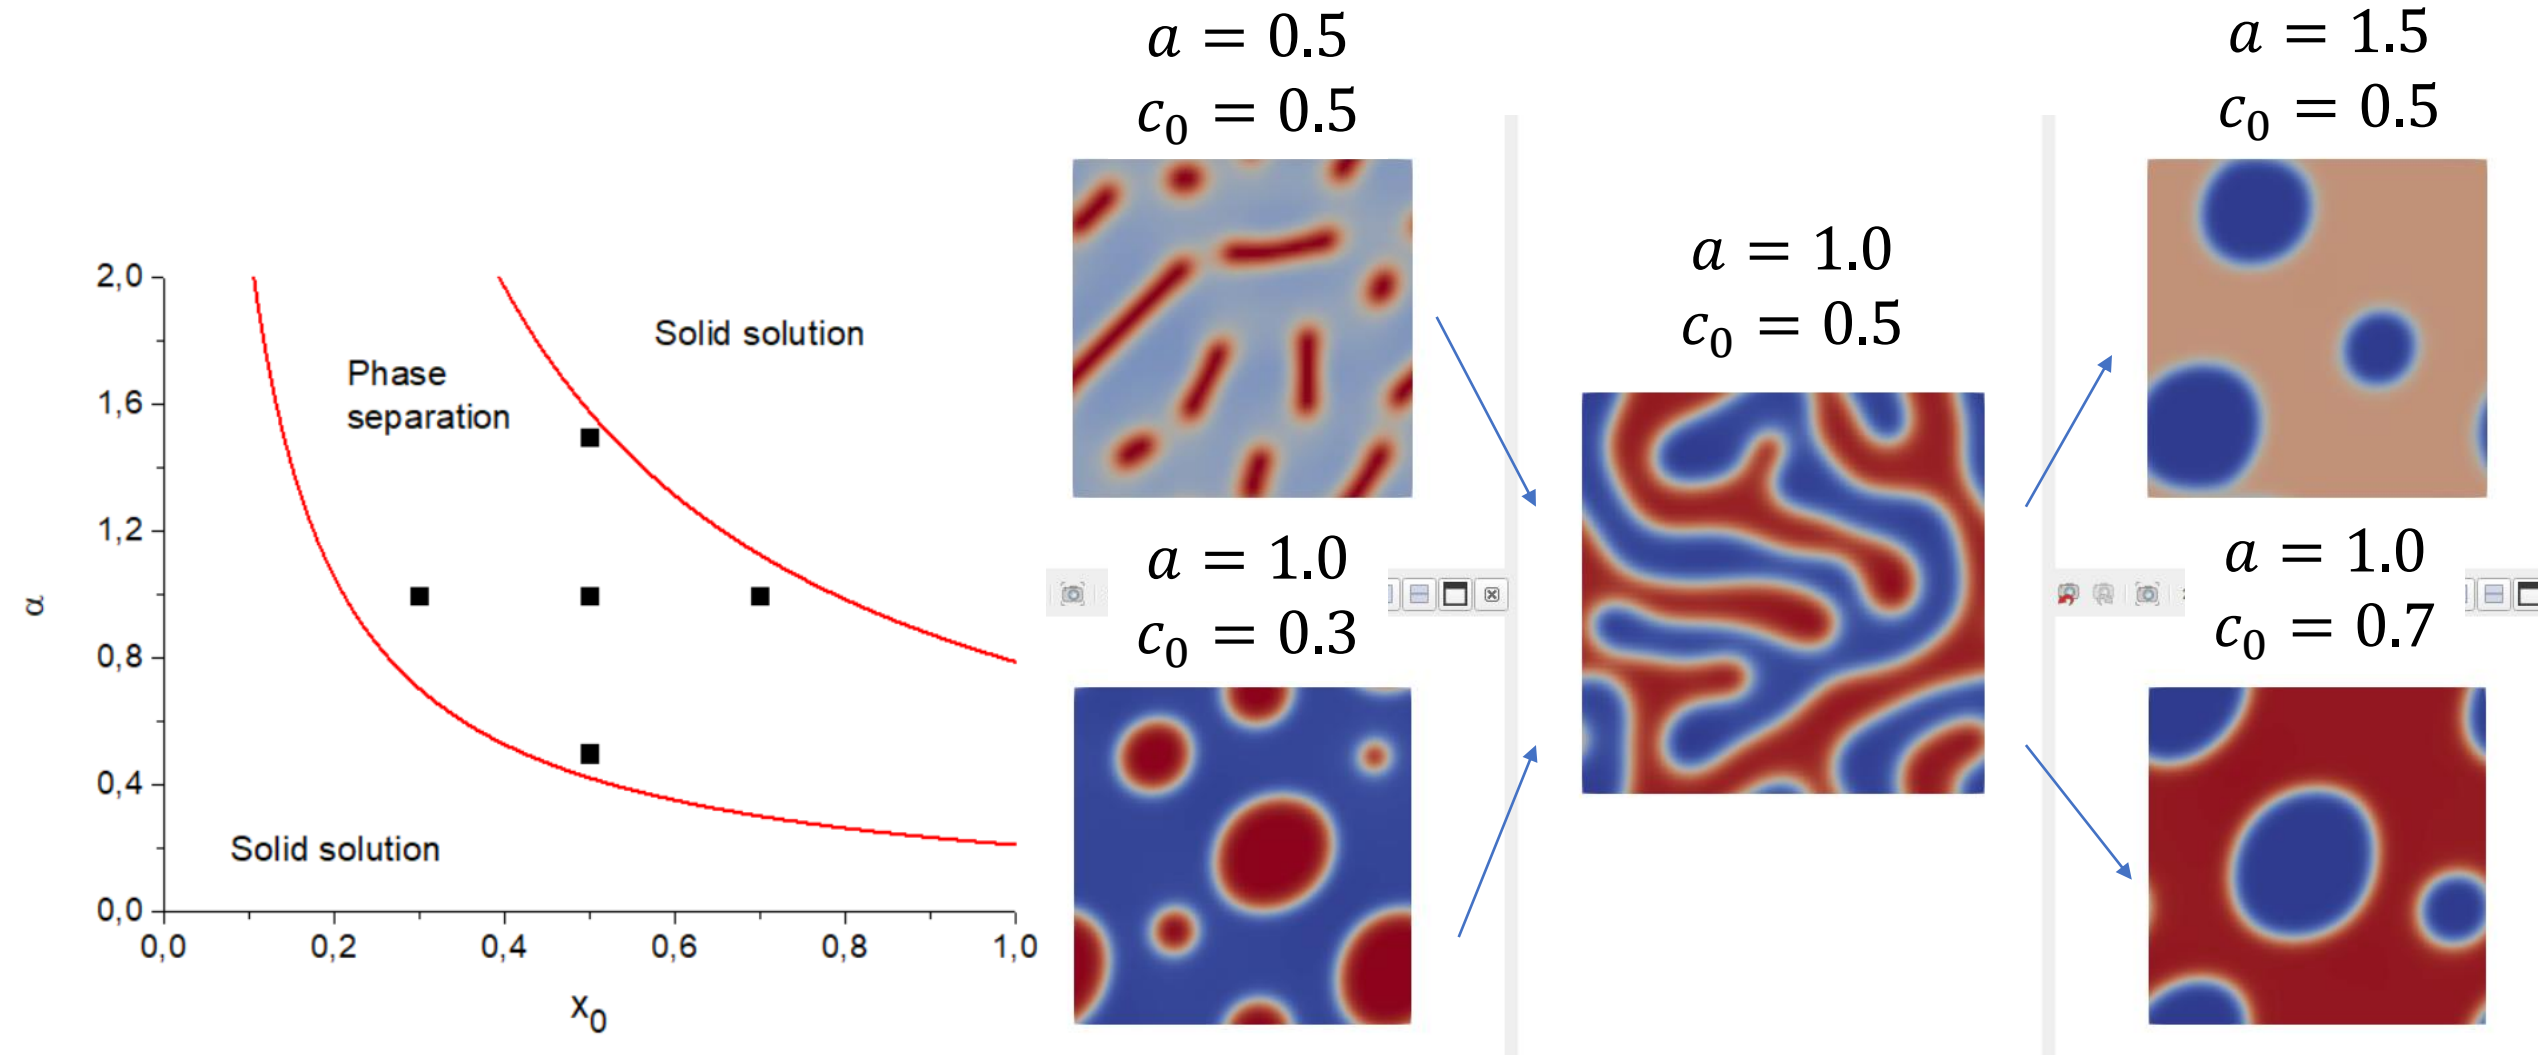 2,0
1,6
1,2
0,8
0,4
0,0
α
Solid solution
Phase
separation
Solid solution
0,0 0,2 0,4 0,6 0,8 1,0
x₀
a = 0.5
c₀ = 0.5
a = 1.0
c₀ = 0.3
a = 1.0
c₀ = 0.5
a = 1.5
c₀ = 0.5
a = 1.0
c₀ = 0.7